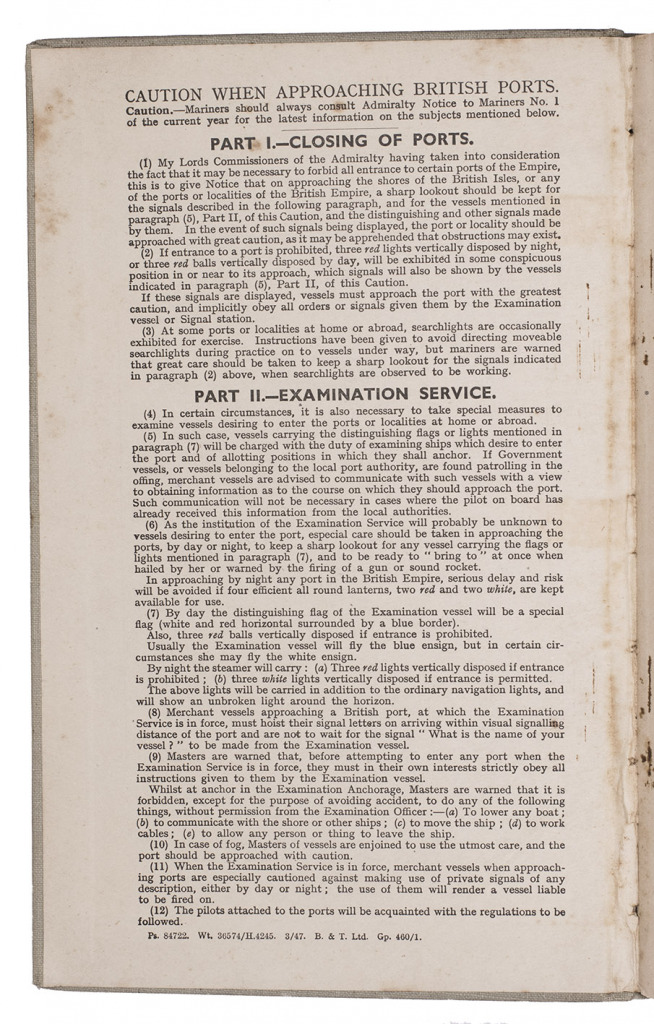 CAUTION WHEN APPROACHING BRITISH PORTS.
Caution.—Mariners should always consult Admiralty Notice to Mariners No. 1
of the current year for the latest information on the subjects mentioned below.
PART I.—CLOSING OF PORTS.
(1) My Lords Commissioners of the Admiralty having taken into consideration
the fact that it may be necessary to forbid all entrance to certain ports of the Empire,
this is to give Notice that on approaching the shores of the British Isles, or any
of the ports or localities of the British Empire, a sharp lookout should be kept for
the signals described in the following paragraph, and for the vessels mentioned in
paragraph (5), Part II, of this Caution, and the distinguishing and other signals made
by them. In the event of such signals being displayed, the port or locality should be
approached with great caution, as it may be apprehended that obstructions may exist.
(2) If entrance to a port is prohibited, three red lights vertically disposed by night,
or three red balls vertically disposed by day, will be exhibited in some conspicuous
position in or near to its approach, which signals will also be shown by the vessels
indicated in paragraph (5), Part II, of this Caution.
If these signals are displayed, vessels must approach the port with the greatest
caution, and implicitly obey all orders or signals given them by the Examination
vessel or Signal station.
(3) At some ports or localities at home or abroad, searchlights are occasionally
exhibited for exercise. Instructions have been given to avoid directing moveable
searchlights during practice on to vessels under way, but mariners are warned
that great care should be taken to keep a sharp lookout for the signals indicated
in paragraph (2) above, when searchlights are observed to be working.
PART II.—EXAMINATION SERVICE.
(4) In certain circumstances, it is also necessary to take special measures to
examine vessels desiring to enter the ports or localities at home or abroad.
(5) In such case, vessels carrying the distinguishing flags or lights mentioned in
paragraph (7) will be charged with the duty of examining ships which desire to enter
the port and of allotting positions in which they shall anchor. If Government
vessels, or vessels belonging to the local port authority, are found patrolling in the
offing, merchant vessels are advised to communicate with such vessels with a view
to obtaining information as to the course on which they should approach the port.
Such communication will not be necessary in cases where the pilot on board has
already received this information from the local authorities.
(6) As the institution of the Examination Service will probably be unknown to
vessels desiring to enter the port, especial care should be taken in approaching the
ports, by day or night, to keep a sharp lookout for any vessel carrying the flags or
lights mentioned in paragraph (7), and to be ready to " bring to " at once when
hailed by her or warned by the firing of a gun or sound rocket.
In approaching by night any port in the British Empire, serious delay and risk
will be avoided if four efficient all round lanterns, two red and two white, are kept
available for use.
(7) By day the distinguishing flag of the Examination vessel will be a special
flag (white and red horizontal surrounded by a blue border).
Also, three red balls vertically disposed if entrance is prohibited.
Usually the Examination vessel will fly the blue ensign, but in certain cir-
cumstances she may fly the white ensign.
By night the steamer will carry : (a) Three red lights vertically disposed if entrance
is prohibited ; (b) three white lights vertically disposed if entrance is permitted.
The above lights will be carried in addition to the ordinary navigation lights, and
will show an unbroken light around the horizon.
(8) Merchant vessels approaching a British port, at which the Examination
Service is in force, must hoist their signal letters on arriving within visual signalling
distance of the port and are not to wait for the signal " What is the name of your
vessel ? " to be made from the Examination vessel.
(9) Masters are warned that, before attempting to enter any port when the
Examination Service is in force, they must in their own interests strictly obey all
instructions given to them by the Examination vessel.
Whilst at anchor in the Examination Anchorage, Masters are warned that it is
forbidden, except for the purpose of avoiding accident, to do any of the following
things, without permission from the Examination Officer :—(a) To lower any boat ;
(b) to communicate with the shore or other ships ; (c) to move the ship ; (d) to work
cables ; (e) to allow any person or thing to leave the ship.
(10) In case of fog, Masters of vessels are enjoined to use the utmost care, and the
port should be approached with caution.
(11) When the Examination Service is in force, merchant vessels when approach-
ing ports are especially cautioned against making use of private signals of any
description, either by day or night ; the use of them will render a vessel liable
to be fired on.
(12) The pilots attached to the ports will be acquainted with the regulations to be
followed.
Ps. 84722. Wt. 36574/H.4245. 3/47. B. & T. Ltd. Gp. 460/1.